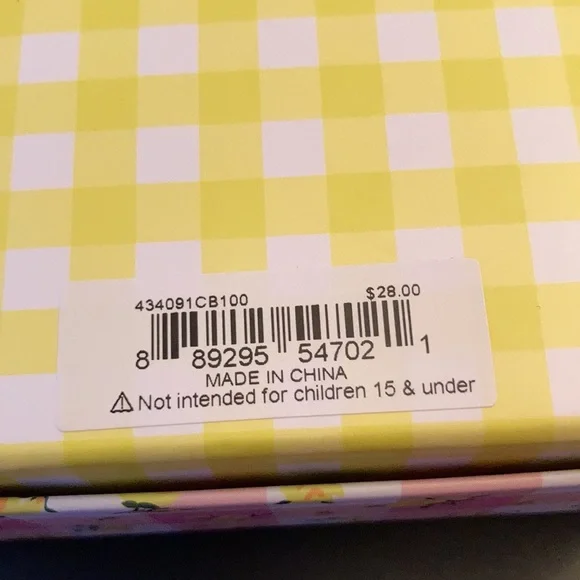 434091CB100 $28.00
8 89295 54702 1
MADE IN CHINA
⚠ Not intended for children 15 & under